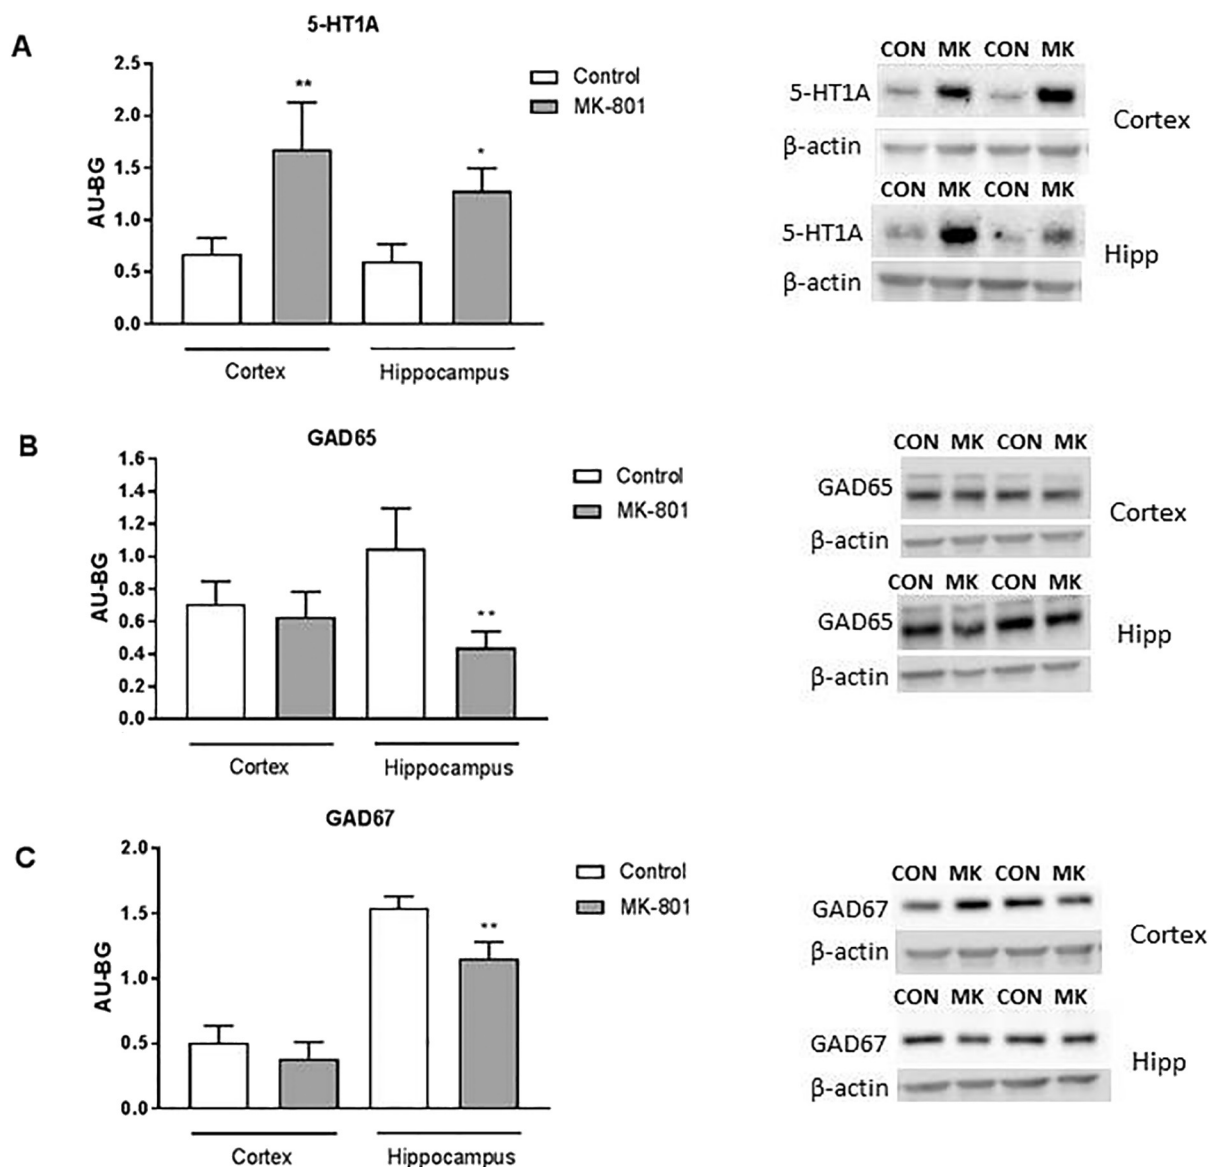 A
5-HT1A
2.5
2.0
1.5
1.0
0.5
0.0
AU-BG
**
*
Control
MK-801
Cortex
Hippocampus
CON MK CON MK
5-HT1A
β-actin
Cortex
CON MK CON MK
5-HT1A
β-actin
Hipp
B
GAD65
1.6
1.4
1.2
1.0
0.8
0.6
0.4
0.2
0.0
AU-BG
**
Control
MK-801
Cortex
Hippocampus
CON MK CON MK
GAD65
β-actin
Cortex
CON MK CON MK
GAD65
β-actin
Hipp
C
GAD67
2.0
1.5
1.0
0.5
0.0
AU-BG
**
Control
MK-801
Cortex
Hippocampus
CON MK CON MK
GAD67
β-actin
Cortex
CON MK CON MK
GAD67
β-actin
Hipp